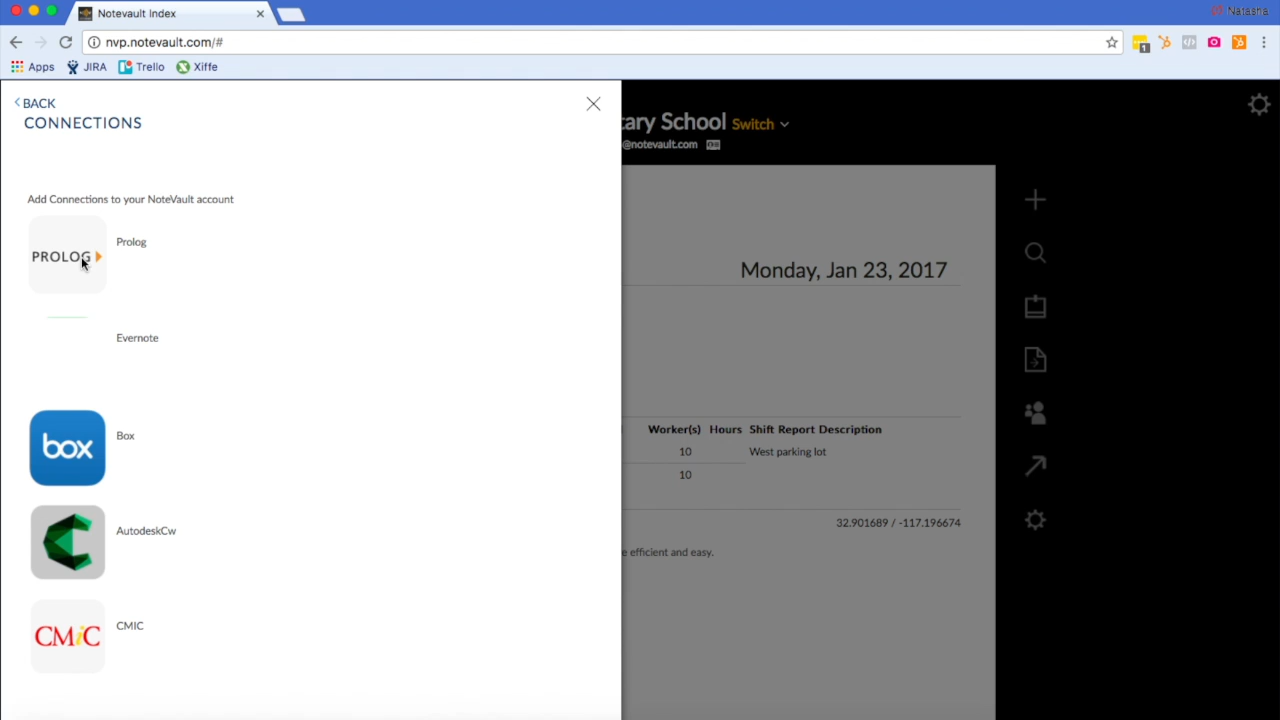 Notevault Index
Natasha
nvp.notevault.com/#
1
Apps JIRA Trello Xiffe
BACK
CONNECTIONS
tary School Switch
@notevault.com
Add Connections to your NoteVault account
PROLOG
Prolog
Monday, Jan 23, 2017
Evernote
box
Box
Worker(s) Hours Shift Report Description
10 West parking lot
10
32.901689 / -117.196674
AutodeskCw
e efficient and easy.
CMiC
CMIC